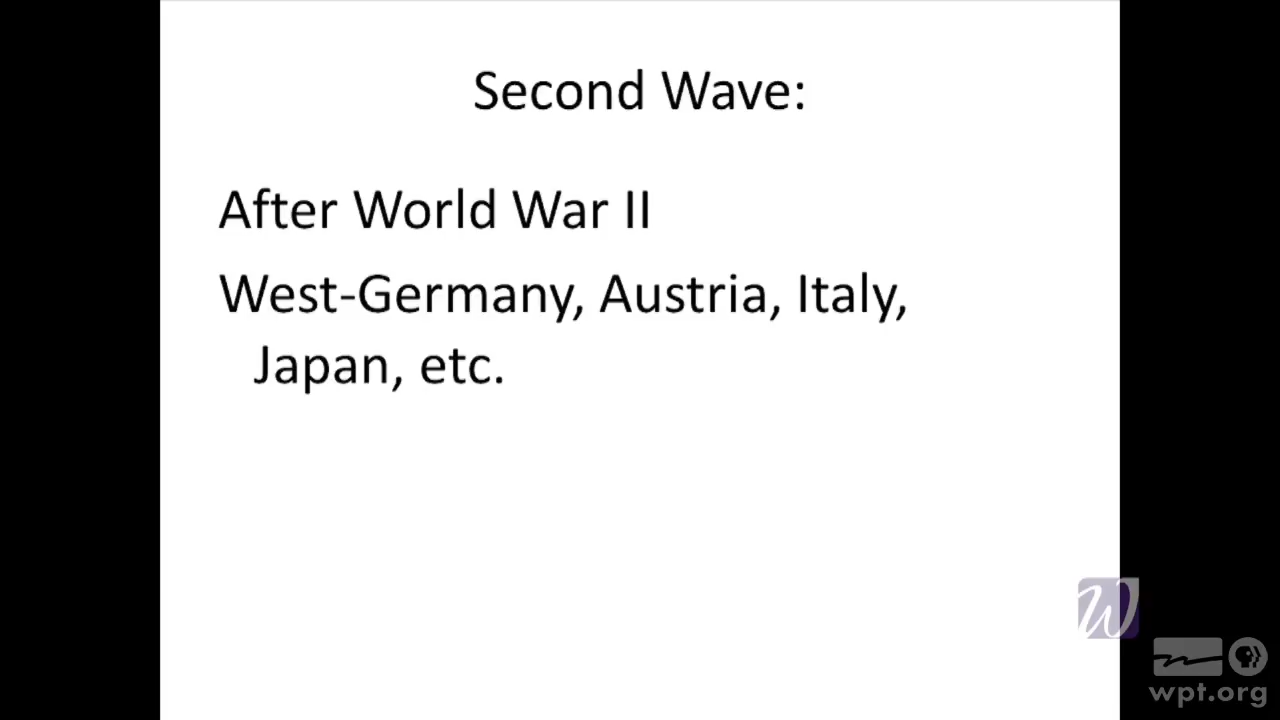 Second Wave:
After World War II
West-Germany, Austria, Italy,
Japan, etc.
W
wpt.org